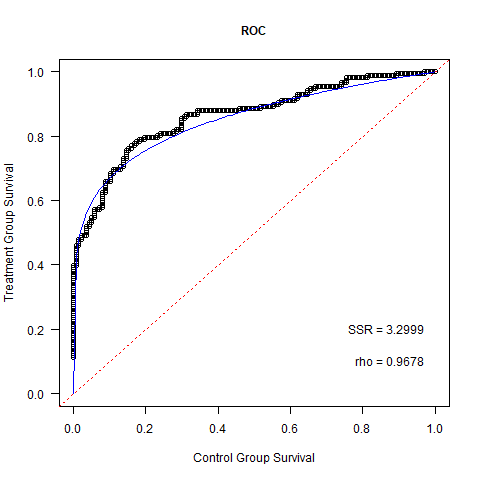 ROC
Treatment Group Survival
1.0
0.8
0.6
0.4
0.2
0.0
SSR = 3.2999
rho = 0.9678
0.0 0.2 0.4 0.6 0.8 1.0
Control Group Survival